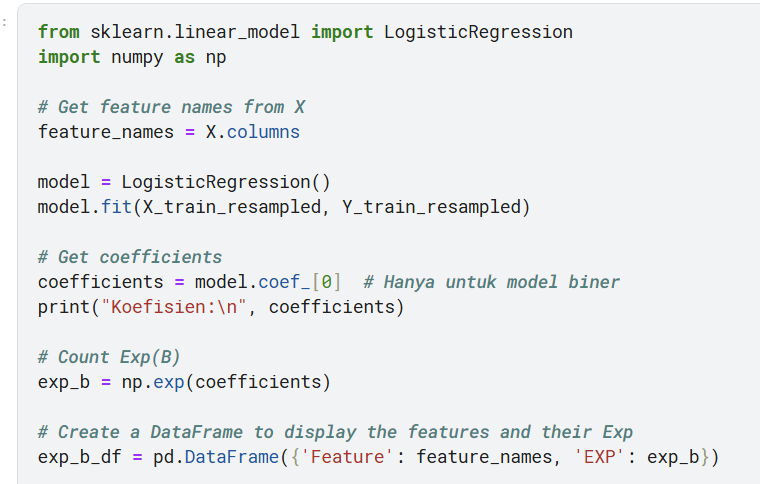 :
from sklearn.linear_model import LogisticRegression
import numpy as np
# Get feature names from X
feature_names = X.columns
model = LogisticRegression()
model.fit(X_train_resampled, Y_train_resampled)
# Get coefficients
coefficients = model.coef_[0]  # Hanya untuk model biner
print("Koefisien:\n", coefficients)
# Count Exp(B)
exp_b = np.exp(coefficients)
# Create a DataFrame to display the features and their Exp
exp_b_df = pd.DataFrame({'Feature': feature_names, 'EXP': exp_b})